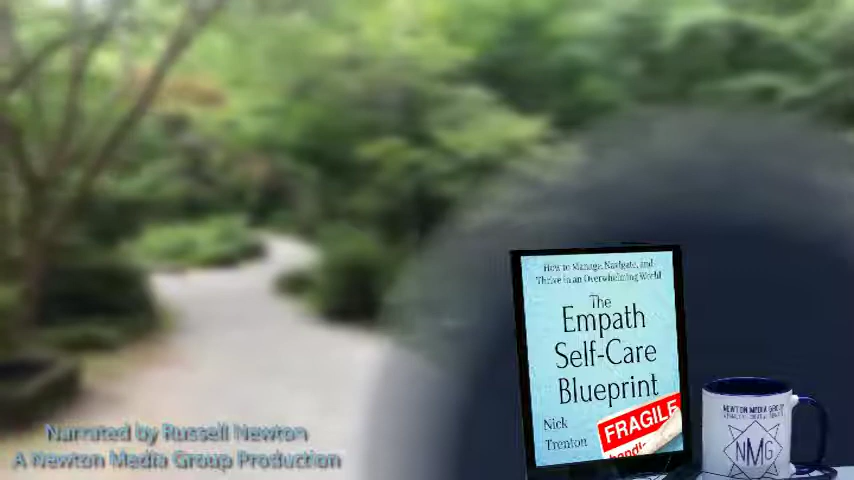 How to Manage, Navigate, and
Thrive in an Overwhelming World
The
Empath
Self-Care
Blueprint
Nick
Trenton
FRAGILE
handl
NEWTON MEDIA GROUP
NMG
Narrated by Russell Newton
A Newton Media Group Production